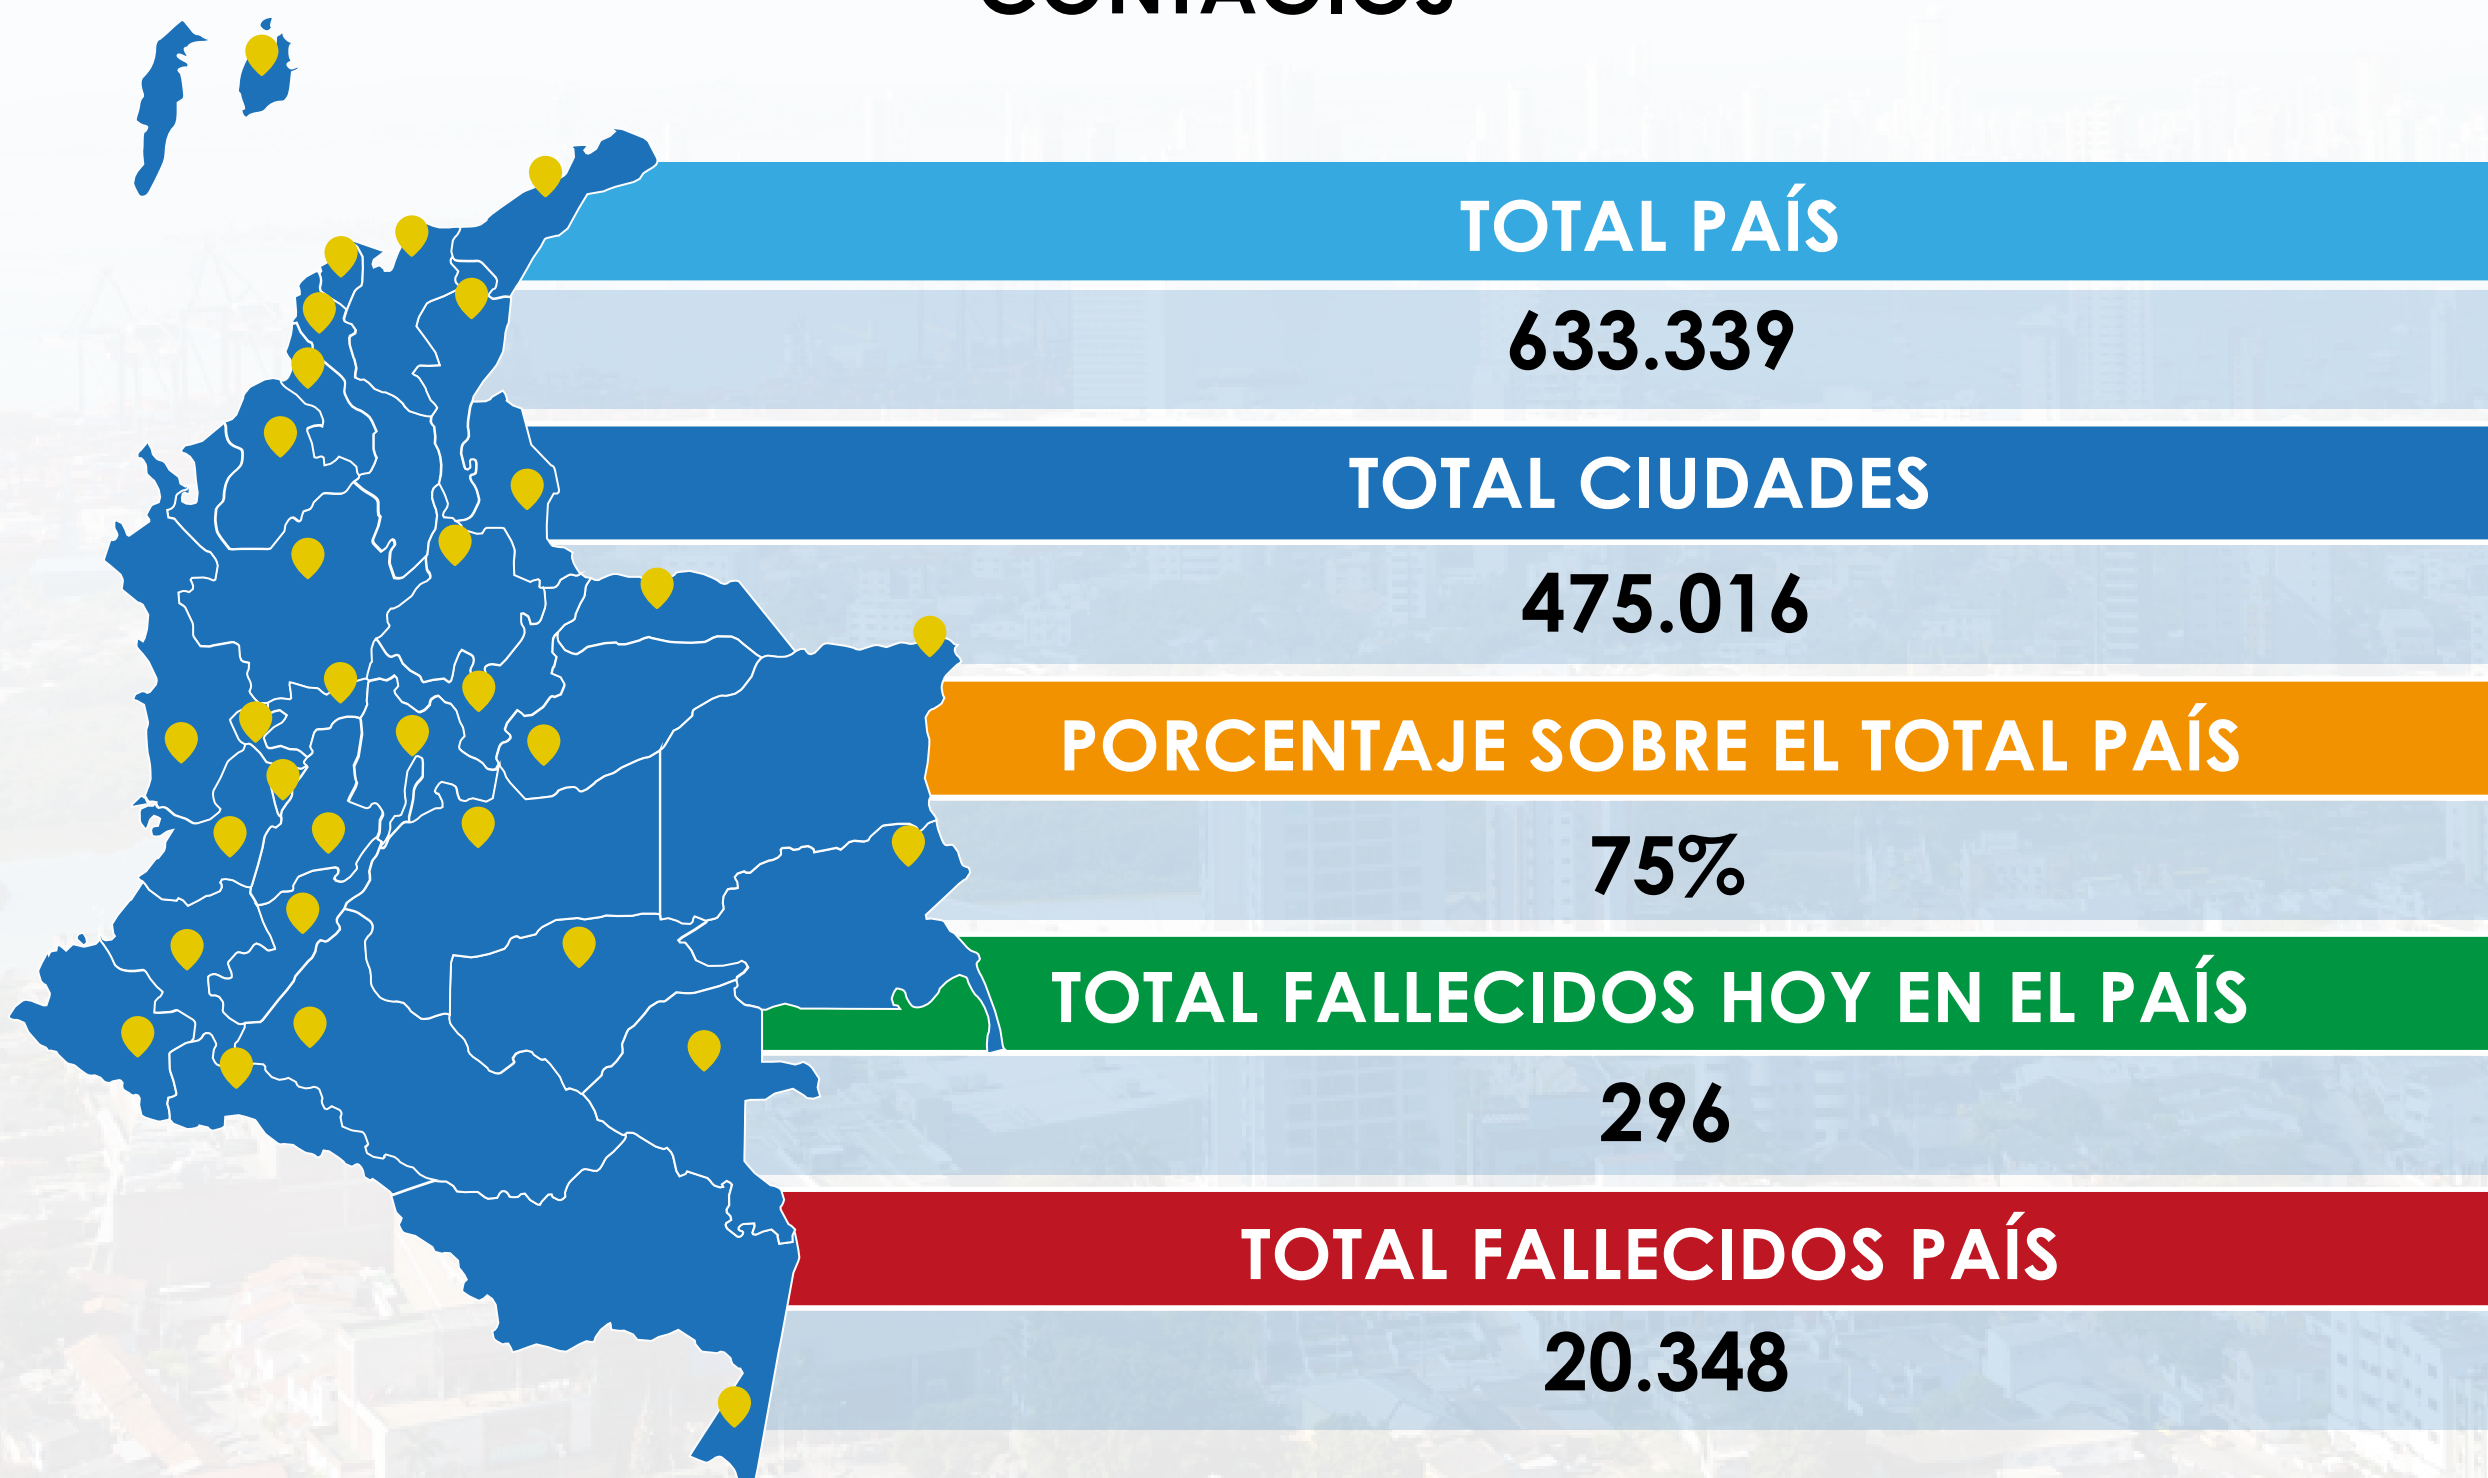 CONTAGIOS
TOTAL PAÍS
633.339
TOTAL CIUDADES
475.016
PORCENTAJE SOBRE EL TOTAL PAÍS
75%
TOTAL FALLECIDOS HOY EN EL PAÍS
296
TOTAL FALLECIDOS PAÍS
20.348